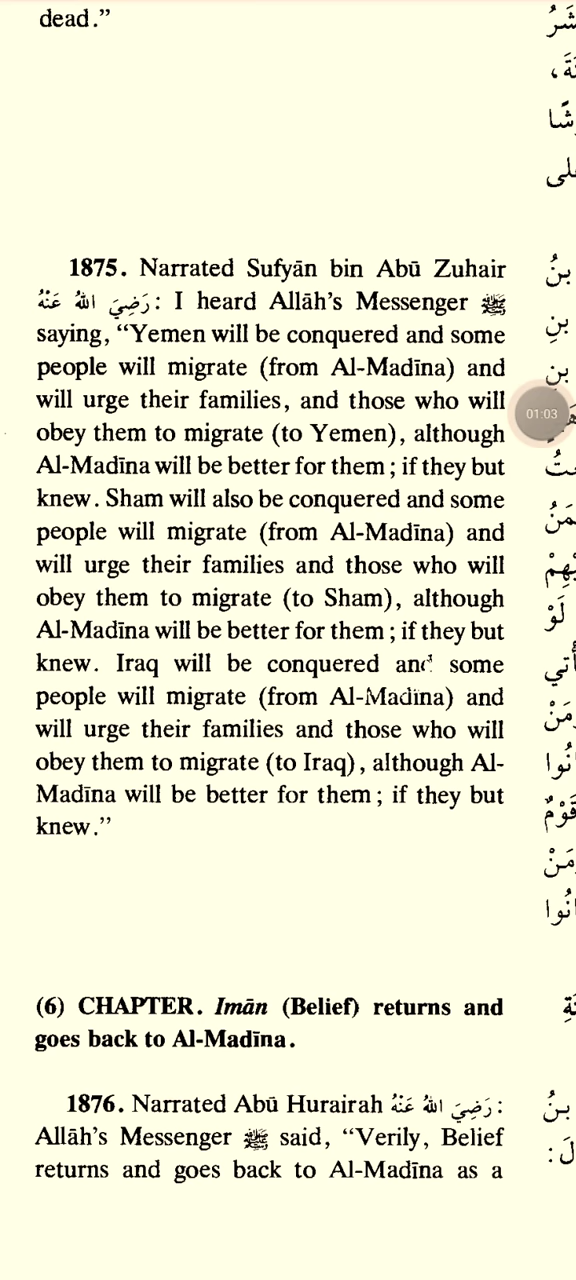 dead.”
1875. Narrated Sufyān bin Abū Zuhair
رَضِيَ اللهُ عَنْهُ: I heard Allāh’s Messenger ﷺ
saying, “Yemen will be conquered and some
people will migrate (from Al-Madīna) and
will urge their families, and those who will
obey them to migrate (to Yemen), although
Al-Madīna will be better for them; if they but
knew. Sham will also be conquered and some
people will migrate (from Al-Madīna) and
will urge their families and those who will
obey them to migrate (to Sham), although
Al-Madīna will be better for them; if they but
knew. Iraq will be conquered and some
people will migrate (from Al-Madīna) and
will urge their families and those who will
obey them to migrate (to Iraq), although Al-
Madīna will be better for them; if they but
knew.”
(6) CHAPTER. Imān (Belief) returns and
goes back to Al-Madīna.
1876. Narrated Abū Hurairah رَضِيَ اللهُ عَنْهُ:
Allāh’s Messenger ﷺ said, “Verily, Belief
returns and goes back to Al-Madīna as a
01:03
بنُ
بنِ
بنِ
لَوْ
بنُ